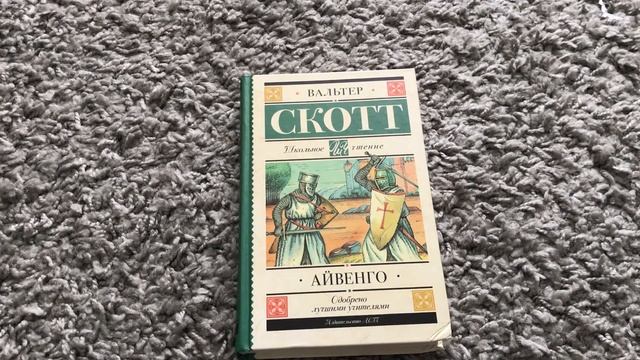 ВАЛЬТЕР
СКОТТ
Школьное чтение
АЙВЕНГО
Одобрено
лучшими учителями
Издательство АСТ